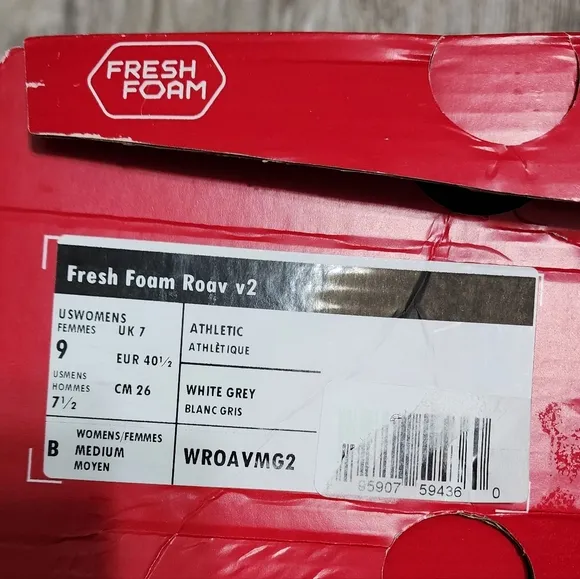 FRESH
FOAM
Fresh Foam Roav v2
USWOMENS
FEMMES
UK 7
9
EUR 40½
USMENS
HOMMES
CM 26
7½
ATHLETIC
ATHLÈTIQUE
WHITE GREY
BLANC GRIS
B
WOMENS/FEMMES
MEDIUM
MOYEN
WROAVMG2
95907 59436 0